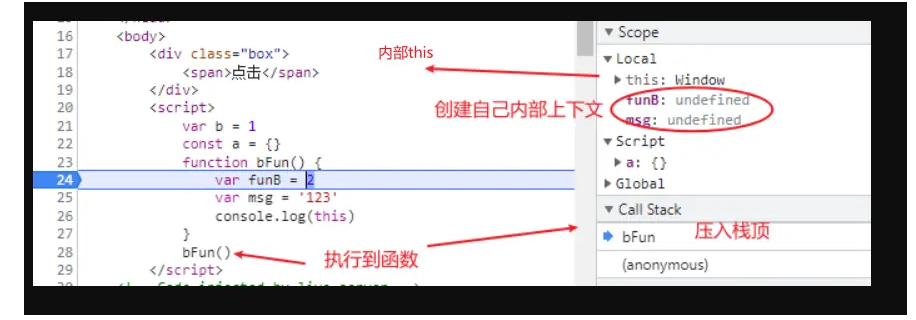 16 <body>
17 <div class="box">
18 <span>点击</span>
19 </div>
20 <script>
21 var b = 1
22 const a = {}
23 function bFun() {
24 var funB = 2
25 var msg = '123'
26 console.log(this)
27 }
28 bFun()
29 </script>
内部this
创建自己内部上下文
执行到函数
Scope
Local
this: Window
funB: undefined
msg: undefined
Script
a: {}
Global
Call Stack
bFun
压入栈顶
(anonymous)